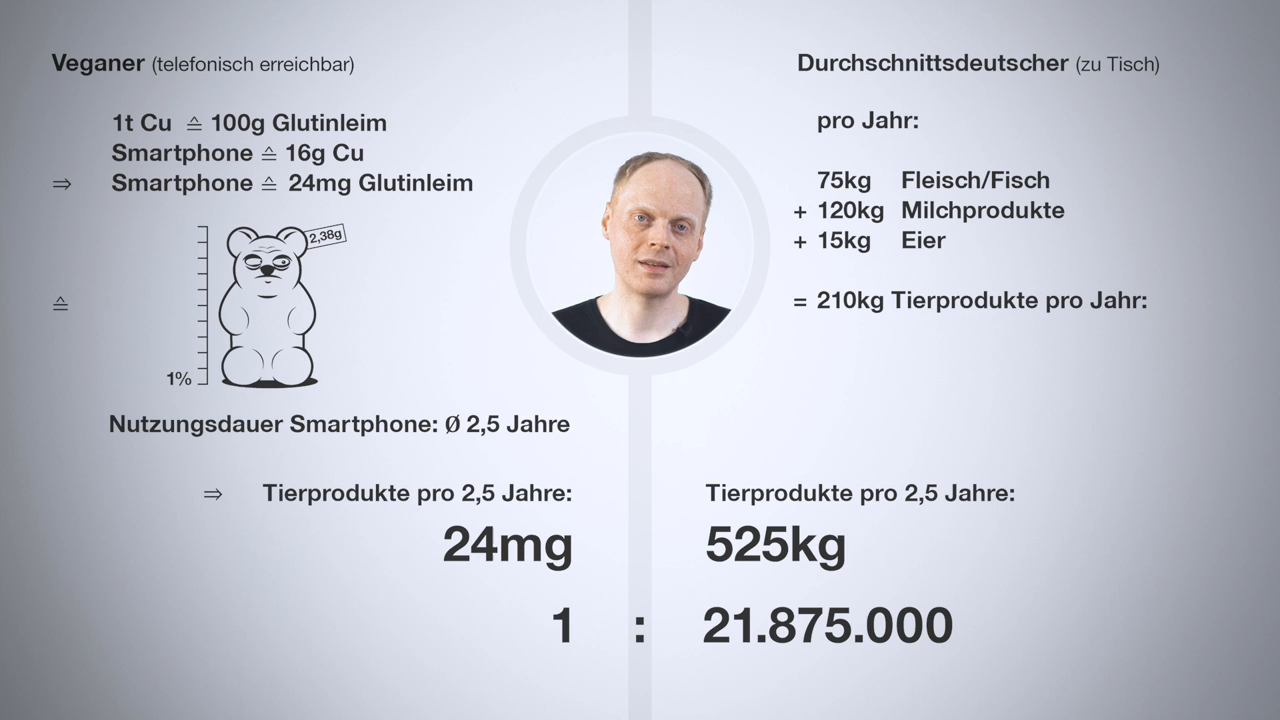 Veganer (telefonisch erreichbar)
1t Cu ≙ 100g Glutinleim
Smartphone ≙ 16g Cu
⇒ Smartphone ≙ 24mg Glutinleim
2,38g
≙
1%
Nutzungsdauer Smartphone: Ø 2,5 Jahre
⇒ Tierprodukte pro 2,5 Jahre:
24mg
Durchschnittsdeutscher (zu Tisch)
pro Jahr:
75kg Fleisch/Fisch
+ 120kg Milchprodukte
+ 15kg Eier
= 210kg Tierprodukte pro Jahr:
Tierprodukte pro 2,5 Jahre:
525kg
1 : 21.875.000